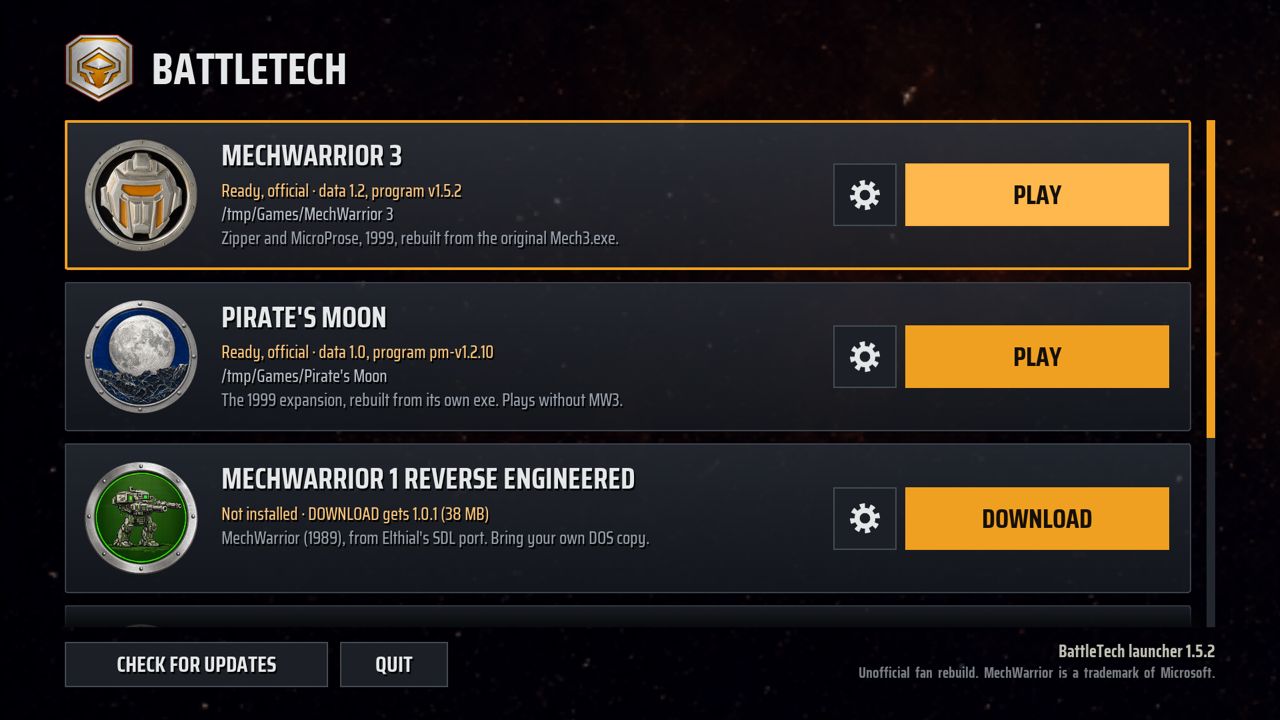 BATTLETECH
MECHWARRIOR 3
Ready, official · data 1.2, program v1.5.2
/tmp/Games/MechWarrior 3
Zipper and MicroProse, 1999, rebuilt from the original Mech3.exe.
PLAY
PIRATE'S MOON
Ready, official · data 1.0, program pm-v1.2.10
/tmp/Games/Pirate's Moon
The 1999 expansion, rebuilt from its own exe. Plays without MW3.
PLAY
MECHWARRIOR 1 REVERSE ENGINEERED
Not installed · DOWNLOAD gets 1.0.1 (38 MB)
MechWarrior (1989), from Elthial's SDL port. Bring your own DOS copy.
DOWNLOAD
CHECK FOR UPDATES
QUIT
BattleTech launcher 1.5.2
Unofficial fan rebuild. MechWarrior is a trademark of Microsoft.